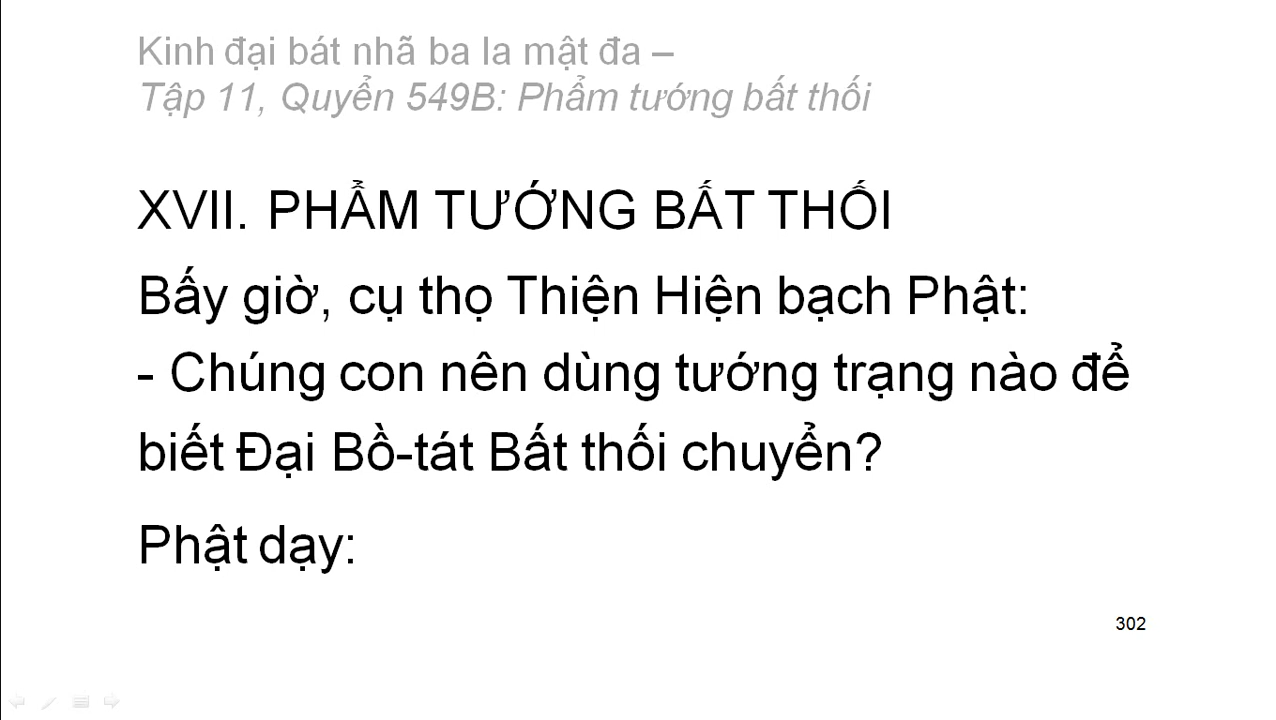 Kinh đại bát nhã ba la mật đa –
Tập 11, Quyển 549B: Phẩm tướng bất thối
XVII. PHẨM TƯỚNG BẤT THỐI
Bấy giờ, cụ thọ Thiện Hiện bạch Phật:
- Chúng con nên dùng tướng trạng nào để
biết Đại Bồ-tát Bất thối chuyển?
Phật dạy:
302